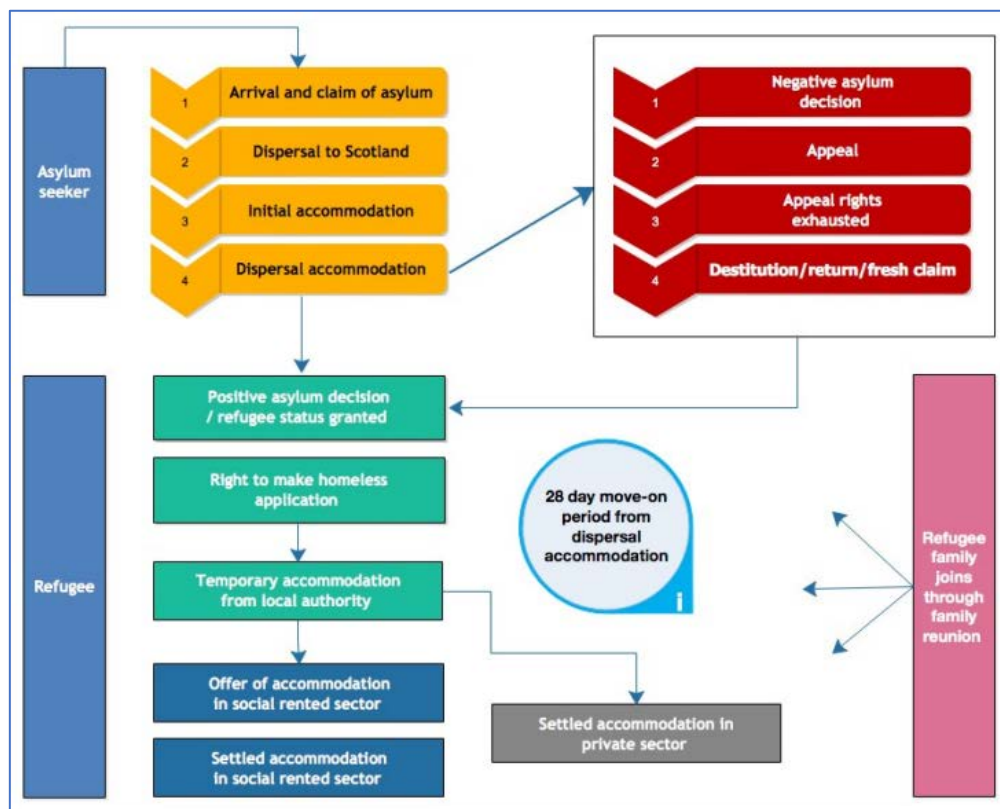 Asylum
seeker
1
Arrival and claim of asylum
2
Dispersal to Scotland
3
Initial accommodation
4
Dispersal accommodation
1
Negative asylum
decision
2
Appeal
3
Appeal rights
exhausted
4
Destitution/return/fresh claim
Refugee
Positive asylum decision
/ refugee status granted
Right to make homeless
application
Temporary accommodation
from local authority
Offer of accommodation
in social rented sector
Settled accommodation
in social rented sector
28 day move-on
period from
dispersal
accommodation
i
Settled accommodation in
private sector
Refugee
family
joins
through
family
reunion